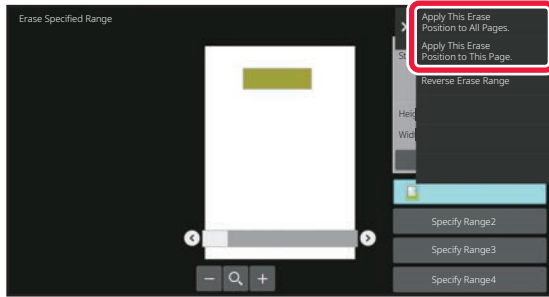 Erase Specified Range
Apply This Erase
Position to All Pages.
Apply This Erase
Position to This Page.
Reverse Erase Range
Specify Range2
Specify Range3
Specify Range4